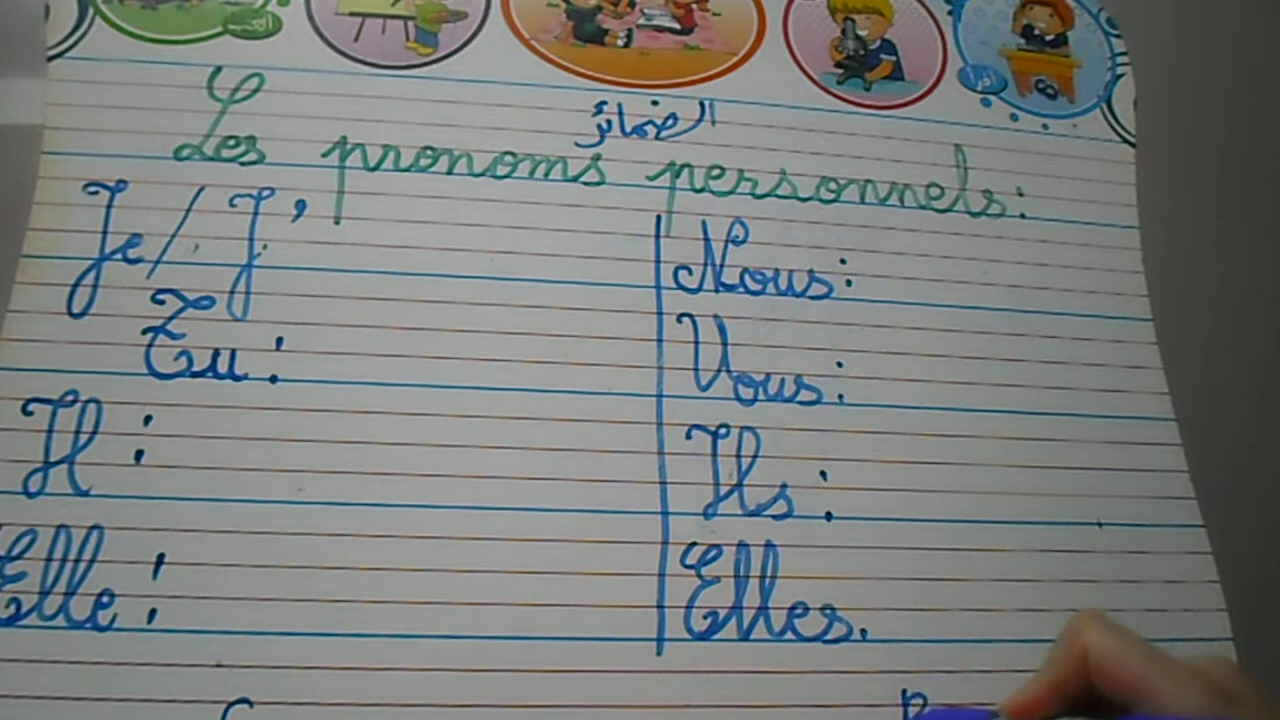 الضمائر
Les pronoms personnels:
Je / J'
Nous:
Tu:
Vous:
Il:
Ils:
Elle:
Elles.